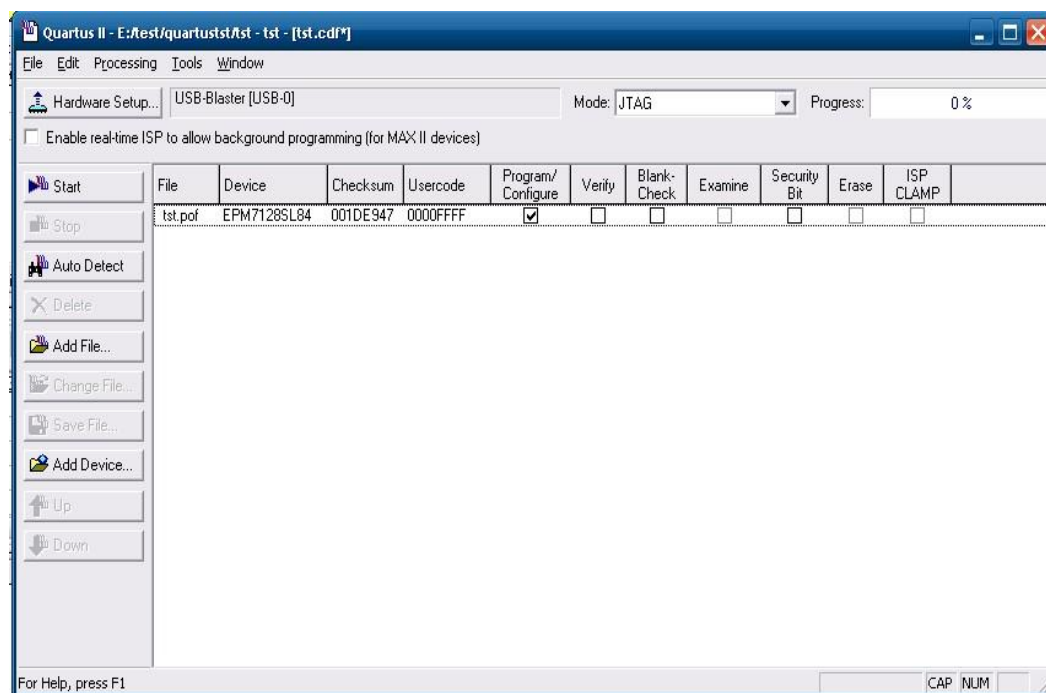 Quartus II - E:/test/quartustst/tst - tst - [tst.cdf*]
File Edit Processing Tools Window
Hardware Setup... USB-Blaster [USB-0] Mode: JTAG Progress: 0 %
Enable real-time ISP to allow background programming (for MAX II devices)
Start
Stop
Auto Detect
Delete
Add File...
Change File...
Save File...
Add Device...
Up
Down
File Device Checksum Usercode Program/ Configure Verify Blank- Check Examine Security Bit Erase ISP CLAMP
tst.pof EPM7128SL84 001DE947 0000FFFF
For Help, press F1 CAP NUM